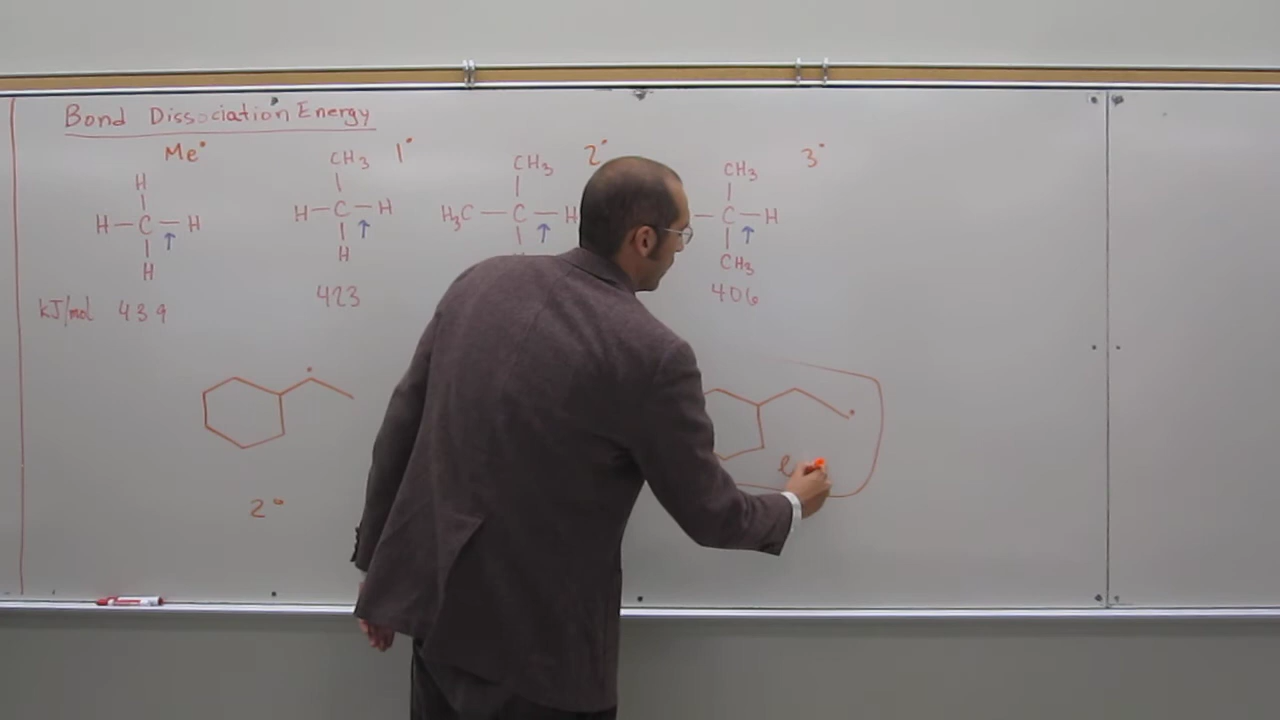 Bond Dissociation Energy
Me•
H
H—C—H
H
kJ/mol 439
1°
CH3
H—C—H
H
423
2°
CH3
H3C—C—H
3°
CH3
—C—H
CH3
406
2°
e